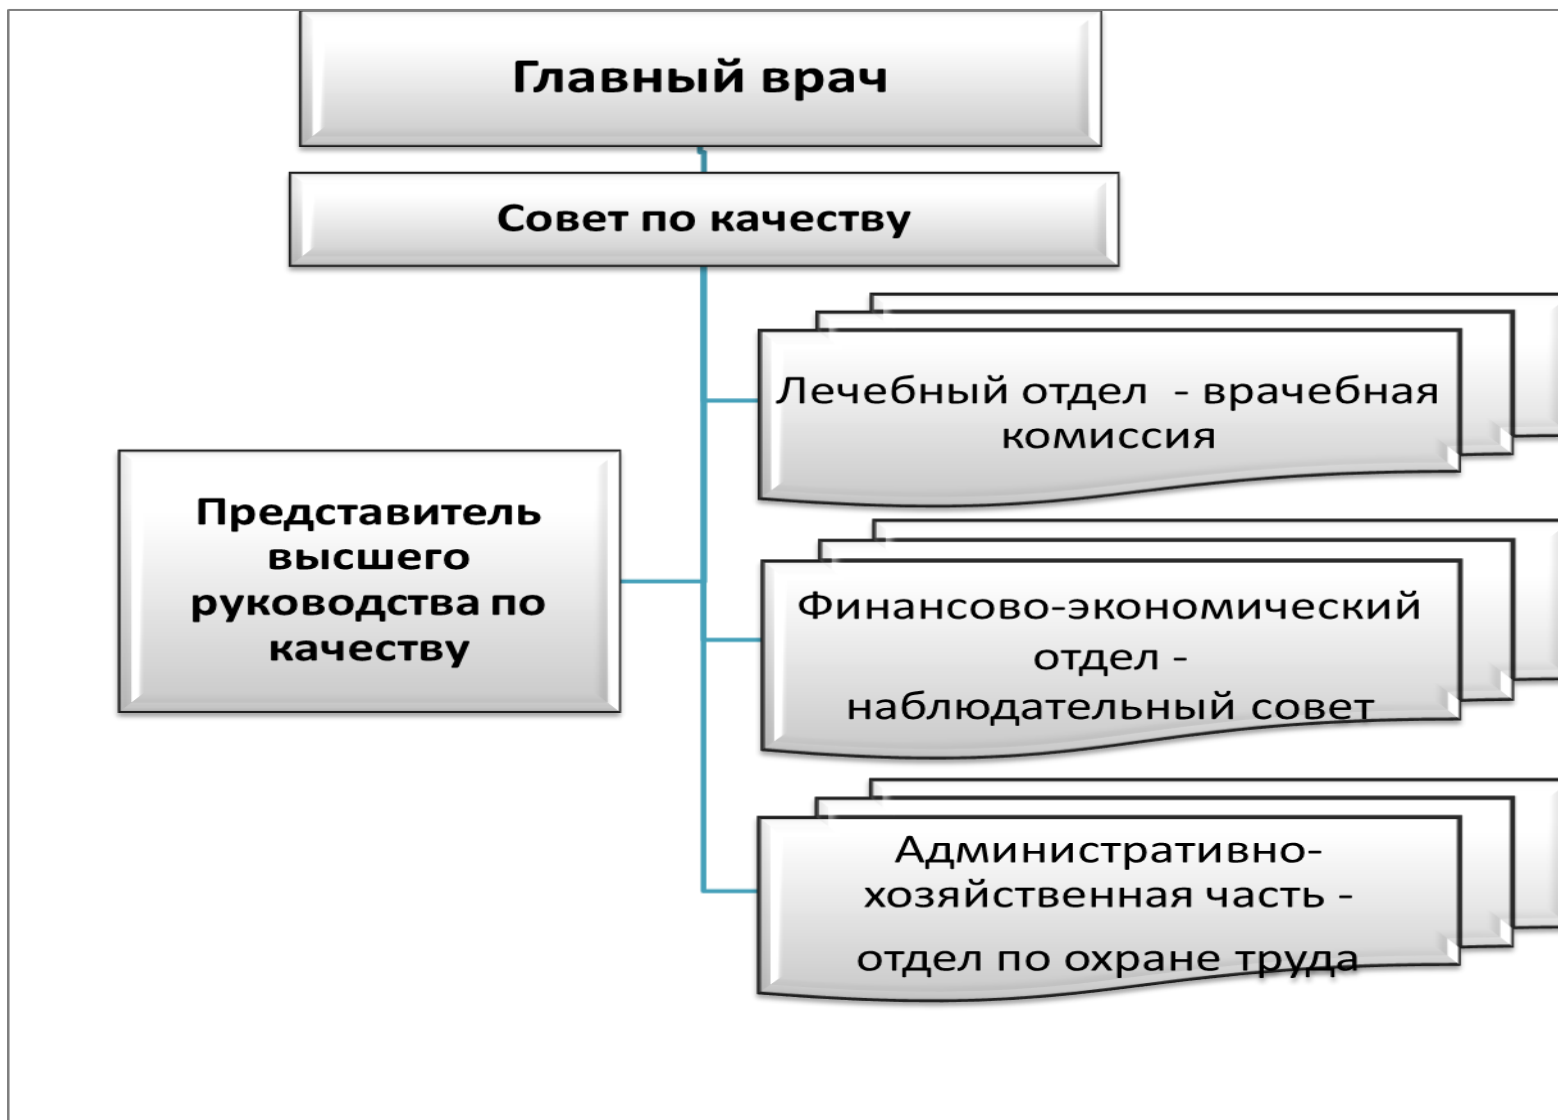 Главный врач
Совет по качеству
Лечебный отдел - врачебная
комиссия
Представитель
высшего
руководства по
качеству
Финансово-экономический
отдел -
наблюдательный совет
Административно-
хозяйственная часть -
отдел по охране труда